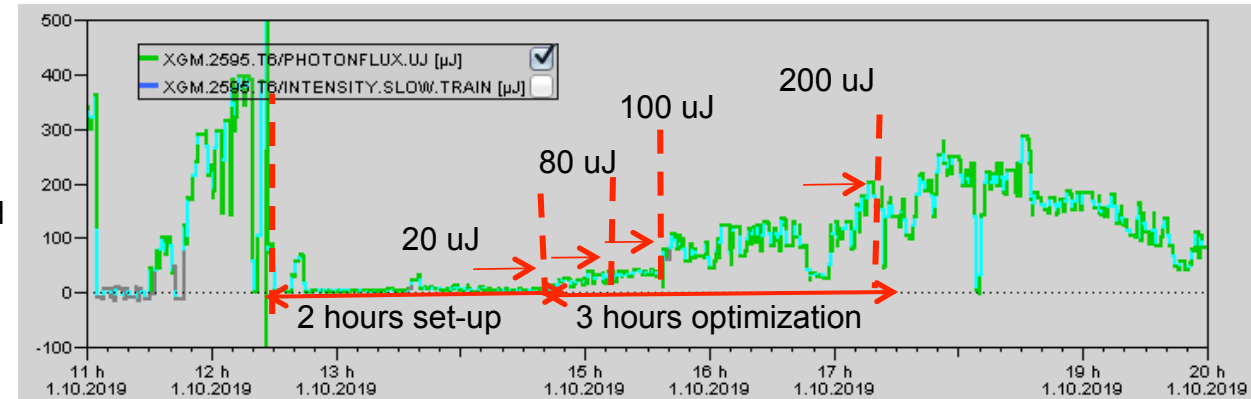 500
XGM.2595.T6/PHOTONFLUX.UJ [µJ]
400
XGM.2595.T6/INTENSITY.SLOW.TRAIN [µJ]
200 uJ
100 uJ
300
80 uJ
200
20 uJ
100
0
2 hours set-up
3 hours optimization
-100
11 h 12 h 13 h 15 h 16 h 17 h 19 h 20 h
1.10.2019 1.10.2019 1.10.2019 1.10.2019 1.10.2019 1.10.2019 1.10.2019 1.10.2019